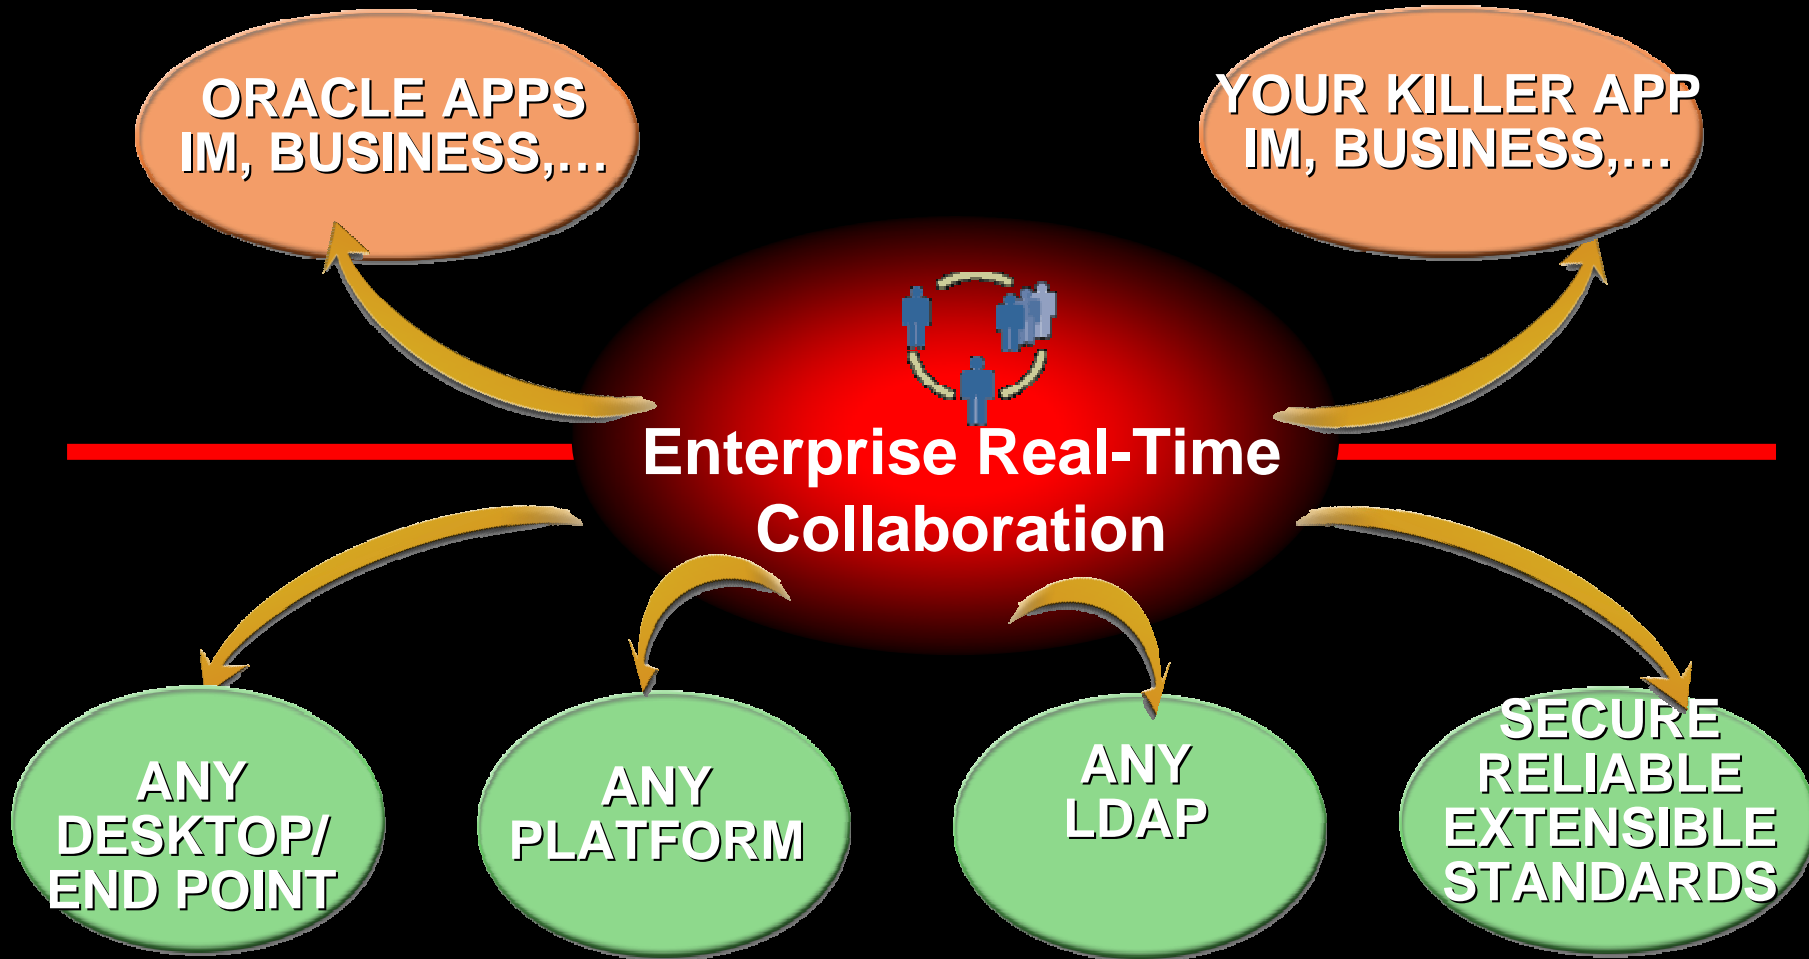 ORACLE APPS
IM, BUSINESS,...
YOUR KILLER APP
IM, BUSINESS,...
Enterprise Real-Time
Collaboration
ANY
DESKTOP/
END POINT
ANY
PLATFORM
ANY
LDAP
SECURE
RELIABLE
EXTENSIBLE
STANDARDS